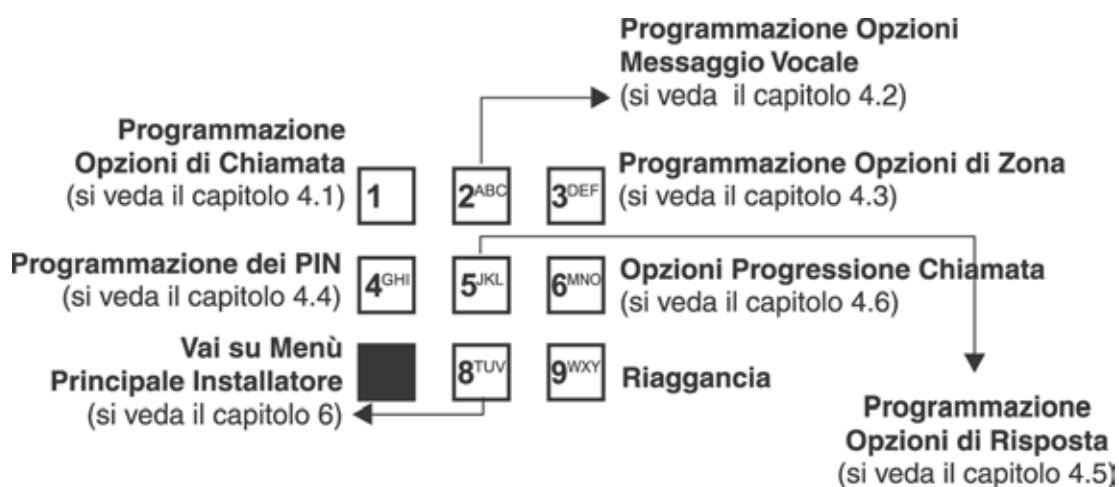 Programmazione Opzioni
Messaggio Vocale
(si veda il capitolo 4.2)
Programmazione
Opzioni di Chiamata
(si veda il capitolo 4.1)
1
2ABC
3DEF
Programmazione Opzioni di Zona
(si veda il capitolo 4.3)
Programmazione dei PIN
(si veda il capitolo 4.4)
4GHI
5JKL
6MNO
Opzioni Progressione Chiamata
(si veda il capitolo 4.6)
Vai su Menù
Principale Installatore
(si veda il capitolo 6)
8TUV
9WXY
Riaggancia
Programmazione
Opzioni di Risposta
(si veda il capitolo 4.5)